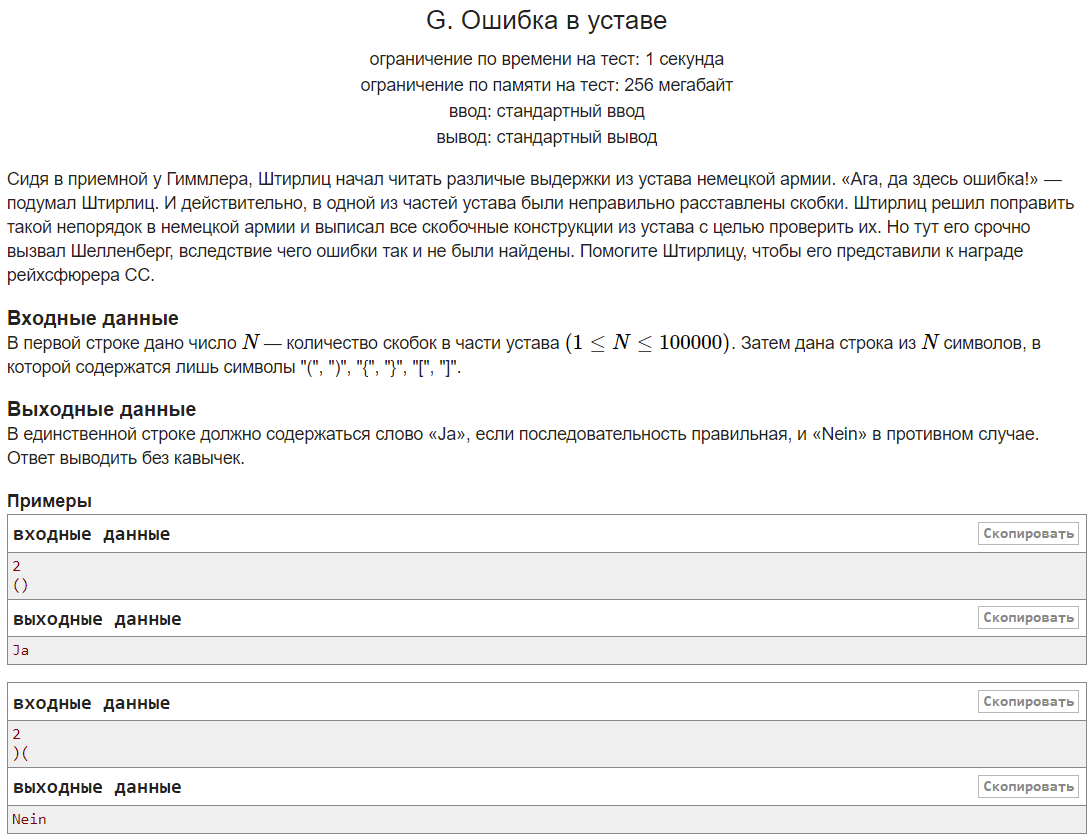 G. Ошибка в уставе
ограничение по времени на тест: 1 секунда
ограничение по памяти на тест: 256 мегабайт
ввод: стандартный ввод
вывод: стандартный вывод
Сидя в приемной у Гиммлера, Штирлиц начал читать различые выдержки из устава немецкой армии. «Ага, да здесь ошибка!» —
подумал Штирлиц. И действительно, в одной из частей устава были неправильно расставлены скобки. Штирлиц решил поправить
такой непорядок в немецкой армии и выписал все скобочные конструкции из устава с целью проверить их. Но тут его срочно
вызвал Шелленберг, вследствие чего ошибки так и не были найдены. Помогите Штирлицу, чтобы его представили к награде
рейхсфюрера СС.
Входные данные
В первой строке дано число N — количество скобок в части устава (1 ≤ N ≤ 100000). Затем дана строка из N символов, в
которой содержатся лишь символы "(", ")", "{", "}", "[", "]".
Выходные данные
В единственной строке должно содержаться слово «Ja», если последовательность правильная, и «Nein» в противном случае.
Ответ выводить без кавычек.
Примеры
входные данные Скопировать
2
()
выходные данные Скопировать
Ja
входные данные Скопировать
2
)(
выходные данные Скопировать
Nein